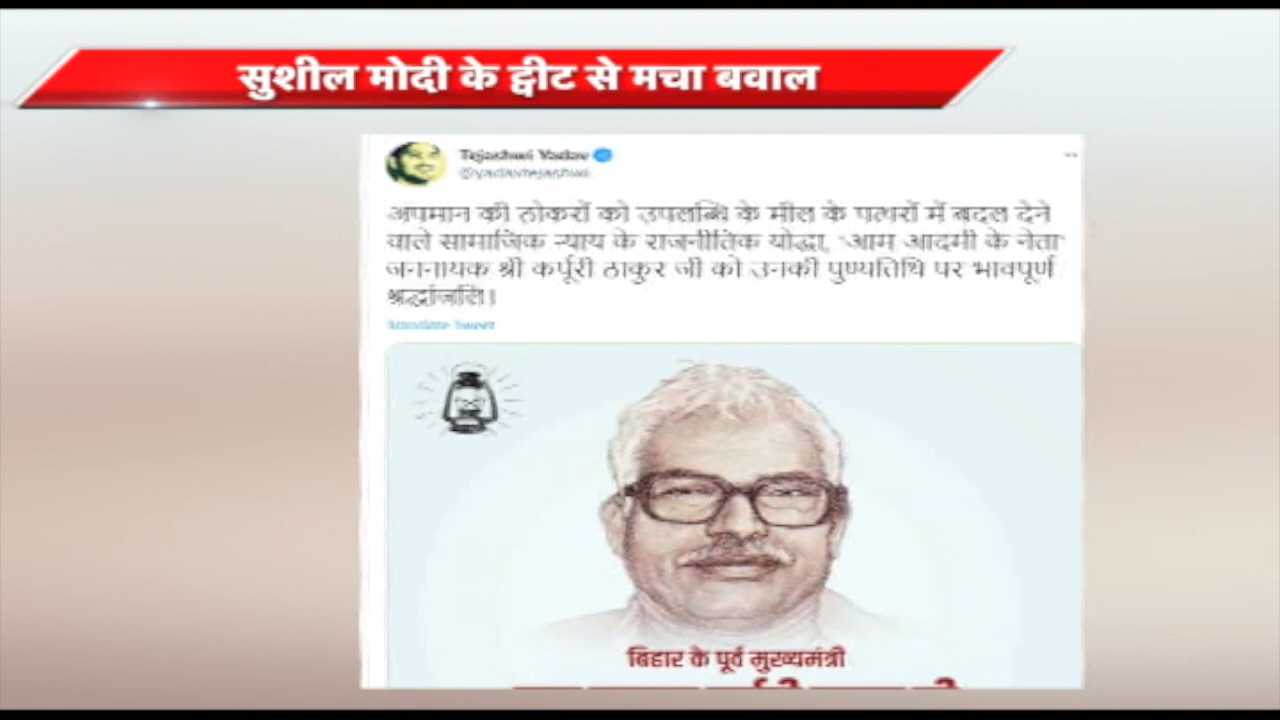 सुशील मोदी के ट्वीट से मचा बवाल
Tejashwi Yadav
@yadavtejashwi
अपमान की ठोकरों को उपलब्धि के मील के पत्थरों में बदल देने
वाले सामाजिक न्याय के राजनीतिक योद्धा, 'आम आदमी के नेता'
जननायक श्री कर्पूरी ठाकुर जी को उनकी पुण्यतिथि पर भावपूर्ण
श्रद्धांजलि।
Translate Tweet
बिहार के पूर्व मुख्यमंत्री